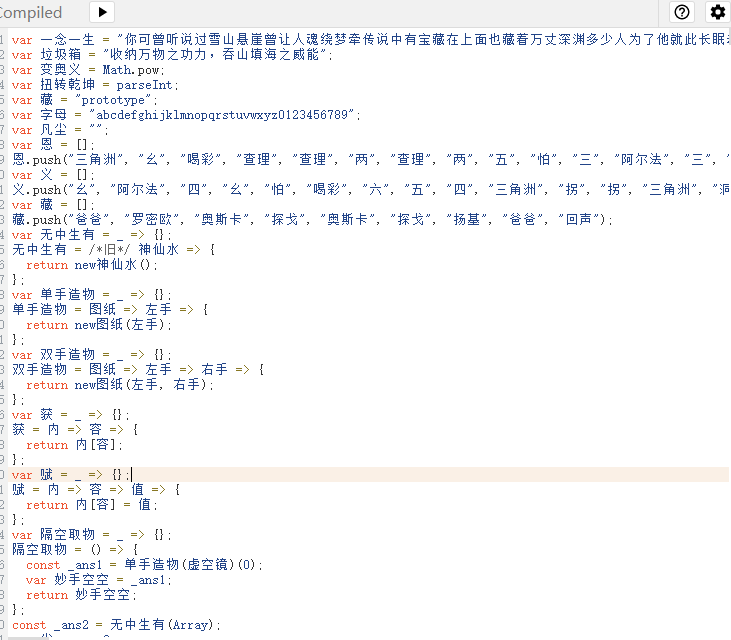 Compiled
var 一念一生 = "你可曾听说过雪山悬崖曾让人魂绕梦牵传说中有宝藏在上面也藏着万丈深渊多少人为了他就此长眠
var 垃圾箱 = "收纳万物之功力，吞山填海之威能";
var 变奥义 = Math.pow;
var 扭转乾坤 = parseInt;
var 藏 = "prototype";
var 字母 = "abcdefghijklmnopqrstuvwxyz0123456789";
var 凡尘 = "";
var 恩 = [];
恩.push("三角洲", "幺", "喝彩", "查理", "查理", "两", "查理", "两", "五", "怕", "三", "阿尔法", "三", "
var 义 = [];
义.push("幺", "阿尔法", "四", "幺", "怕", "喝彩", "六", "五", "四", "三角洲", "拐", "拐", "三角洲", "洞
var 藏 = [];
藏.push("爸爸", "罗密欧", "奥斯卡", "探戈", "奥斯卡", "探戈", "扬基", "爸爸", "回声");
var 无中生有 = _ => {};
无中生有 = /*旧*/ 神仙水 => {
return new神仙水();
};
var 单手造物 = _ => {};
单手造物 = 图纸 => 左手 => {
return new图纸(左手);
};
var 双手造物 = _ => {};
双手造物 = 图纸 => 左手 => 右手 => {
return new图纸(左手, 右手);
};
var 获 = _ => {};
获 = 内 => 容 => {
return 内[容];
};
var 赋 = _ => {};
赋 = 内 => 容 => 值 => {
return 内[容] = 值;
};
var 隔空取物 = _ => {};
隔空取物 = () => {
const _ans1 = 单手造物(虚空镜)(0);
var 妙手空空 = _ans1;
return 妙手空空;
};
const _ans2 = 无中生有(Array);